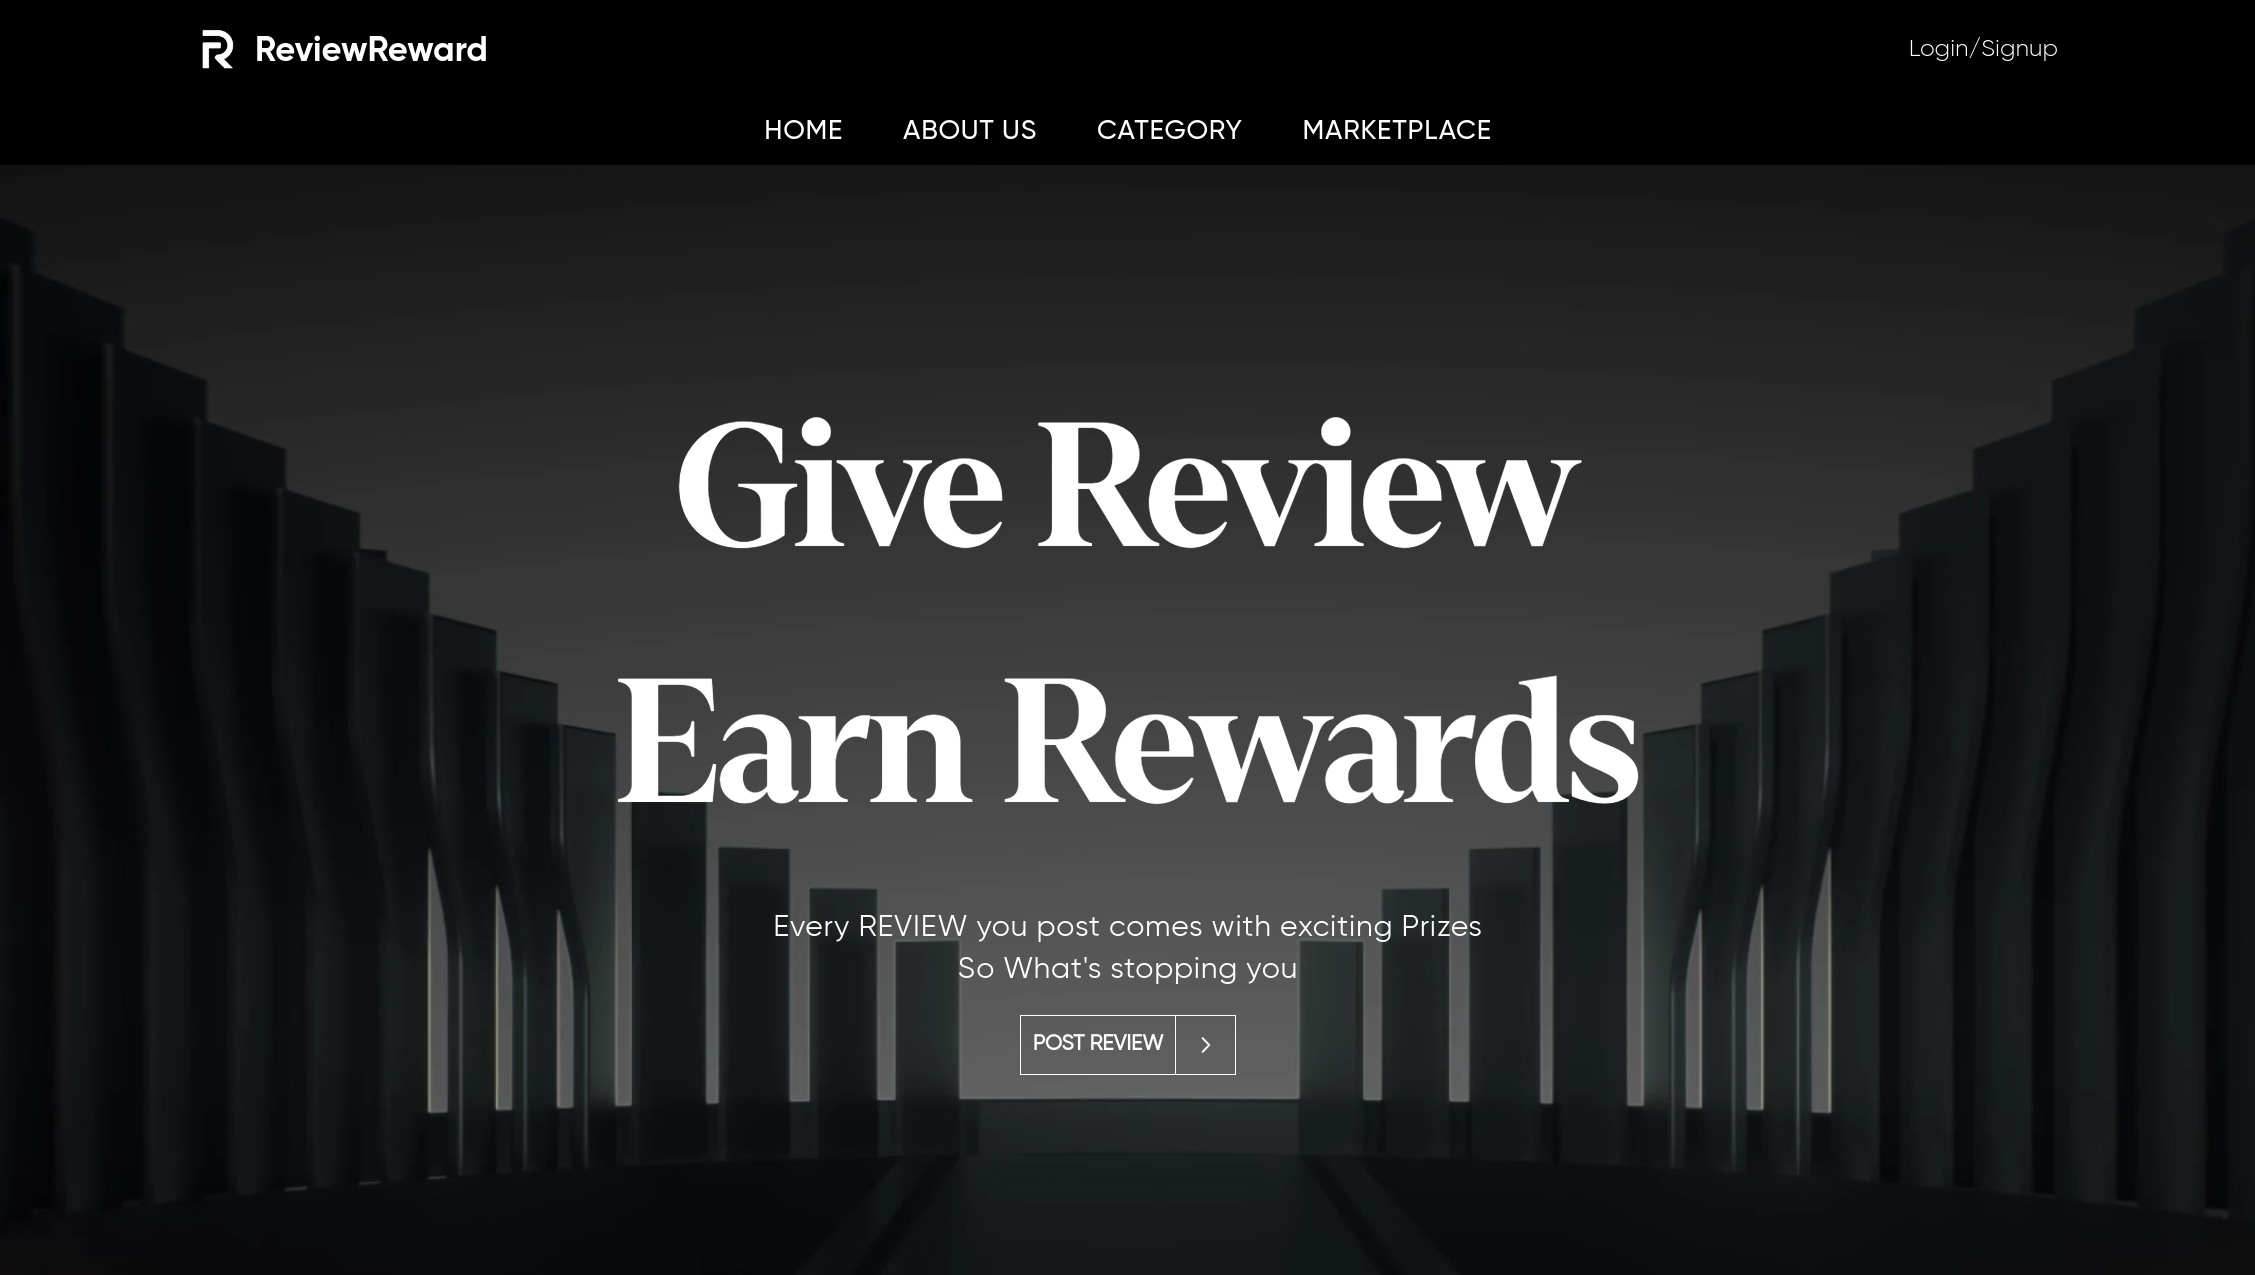 ReviewReward
Login/Signup
HOME
ABOUT US
CATEGORY
MARKETPLACE
Give Review
Earn Rewards
Every REVIEW you post comes with exciting Prizes
So What's stopping you
POST REVIEW